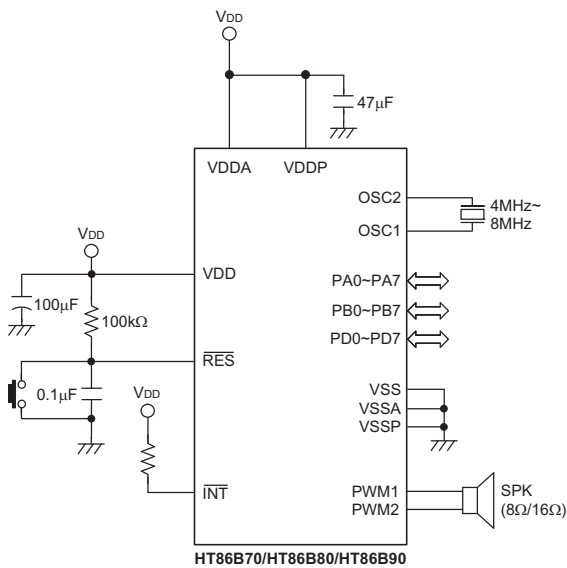 VDD
47μF
VDDA VDDP
OSC2
4MHz~
8MHz
OSC1
VDD
VDD
PA0~PA7
100μF
100kΩ
PB0~PB7
PD0~PD7
RES
0.1μF
VDD
VSS
VSSA
VSSP
INT
PWM1
PWM2
SPK
(8Ω/16Ω)
HT86B70/HT86B80/HT86B90